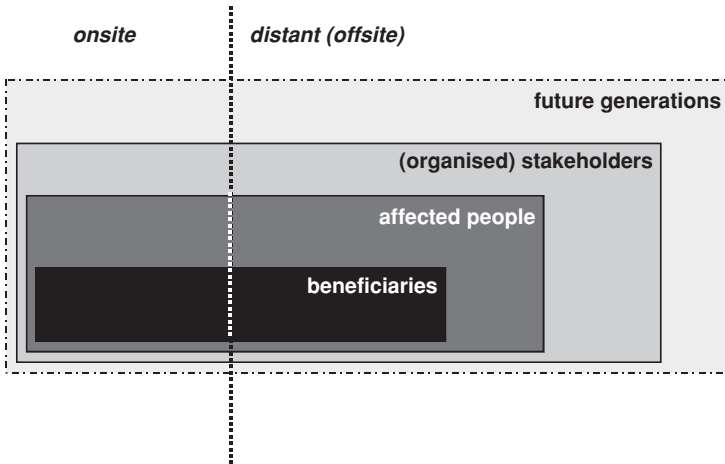 onsite
distant (offsite)
future generations
(organised) stakeholders
affected people
beneficiaries